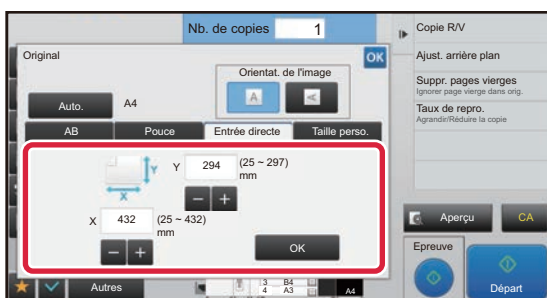 Nb. de copies 1
Original
OK
Orientat. de l'image
A A
Auto. A4
AB Pouce Entrée directe Taille perso.
Y
X
Y 294 (25 ~ 297)
mm
X 432 (25 ~ 432)
mm
OK
Autres
3 B4
4 A3
A4
Copie R/V
Ajust. arrière plan
Suppr. pages vierges
Ignorer page vierge dans orig.
Taux de repro.
Agrandir/Réduire la copie
Aperçu CA
Epreuve
Départ